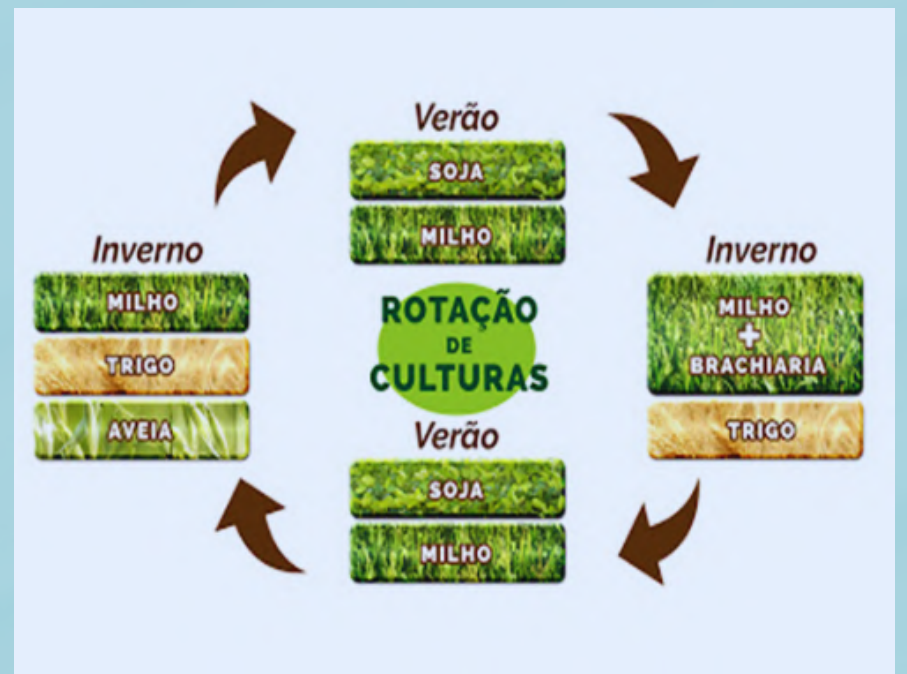 Verão
SOJA
MILHO
Inverno
MILHO
TRIGO
AVEIA
ROTAÇÃO
DE
CULTURAS
Inverno
MILHO
+
BRACHIARIA
TRIGO
Verão
SOJA
MILHO